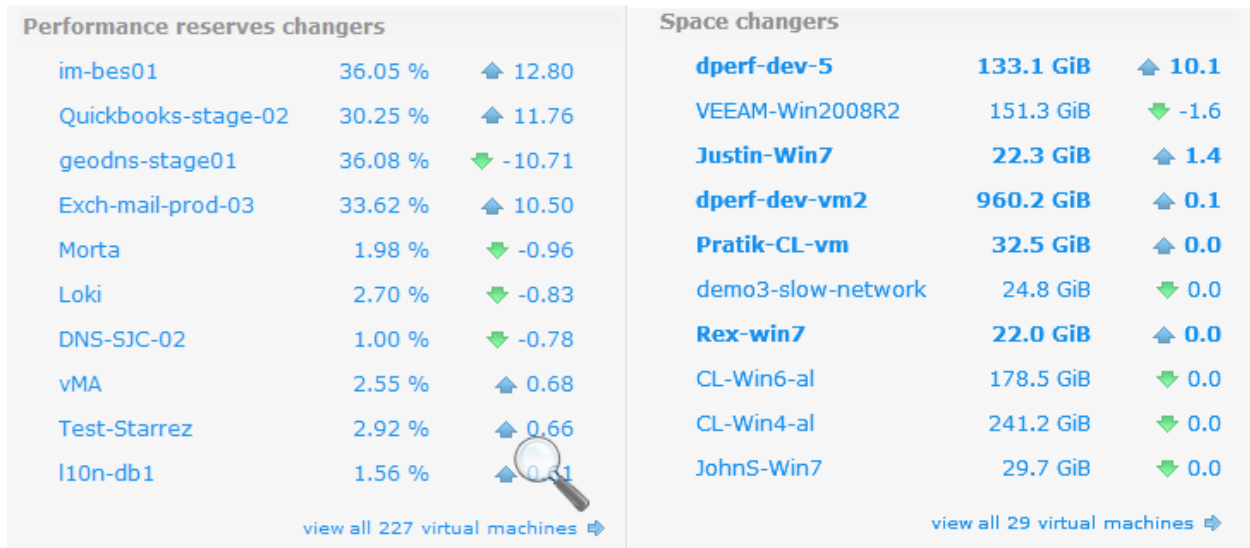 Performance reserves changers
im-bes01 36.05 % 12.80
Quickbooks-stage-02 30.25 % 11.76
geodns-stage01 36.08 % -10.71
Exch-mail-prod-03 33.62 % 10.50
Morta 1.98 % -0.96
Loki 2.70 % -0.83
DNS-SJC-02 1.00 % -0.78
vMA 2.55 % 0.68
Test-Starrez 2.92 % 0.66
l10n-db1 1.56 % 0.61
view all 227 virtual machines
Space changers
dperf-dev-5 133.1 GiB 10.1
VEEAM-Win2008R2 151.3 GiB -1.6
Justin-Win7 22.3 GiB 1.4
dperf-dev-vm2 960.2 GiB 0.1
Pratik-CL-vm 32.5 GiB 0.0
demo3-slow-network 24.8 GiB 0.0
Rex-win7 22.0 GiB 0.0
CL-Win6-al 178.5 GiB 0.0
CL-Win4-al 241.2 GiB 0.0
JohnS-Win7 29.7 GiB 0.0
view all 29 virtual machines